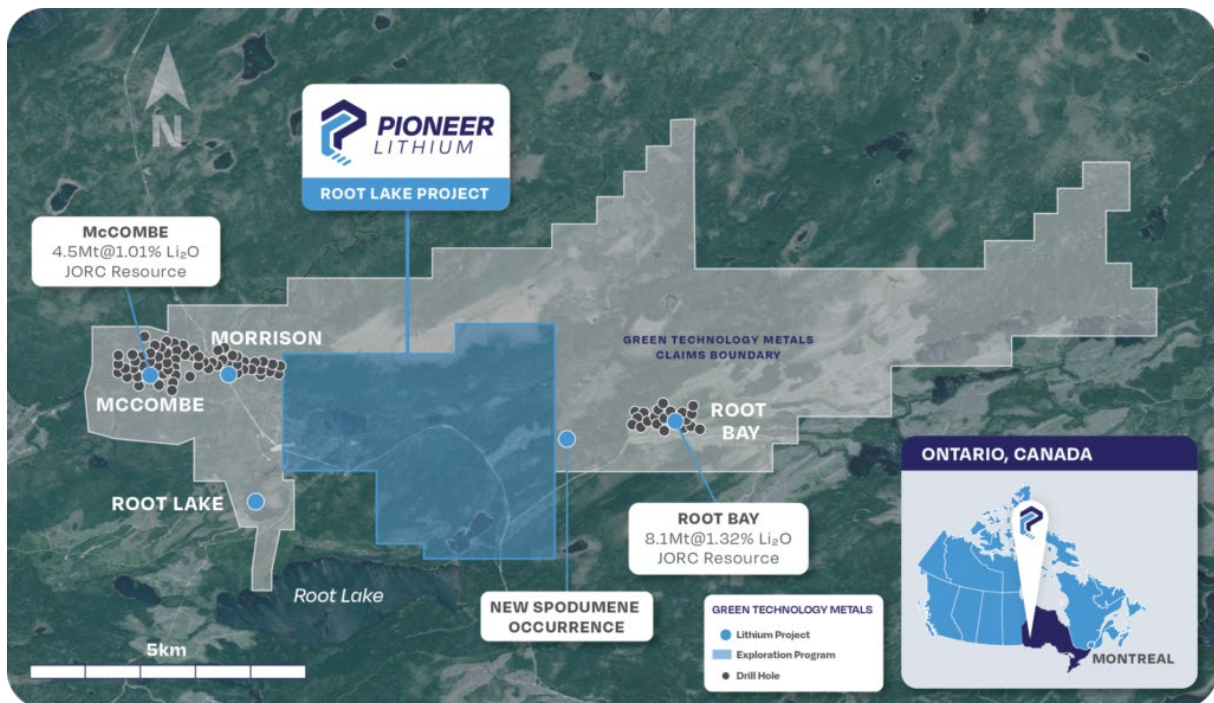 N
PIONEER
LITHIUM
ROOT LAKE PROJECT
McCOMBE
4.5Mt@1.01% Li₂O
JORC Resource
MORRISON
MCCOMBE
GREEN TECHNOLOGY METALS
CLAIMS BOUNDARY
ROOT
BAY
ROOT LAKE
ROOT BAY
8.1Mt@1.32% Li₂O
JORC Resource
Root Lake
NEW SPODUMENE
OCCURRENCE
5km
GREEN TECHNOLOGY METALS
Lithium Project
Exploration Program
Drill Hole
ONTARIO, CANADA
MONTREAL